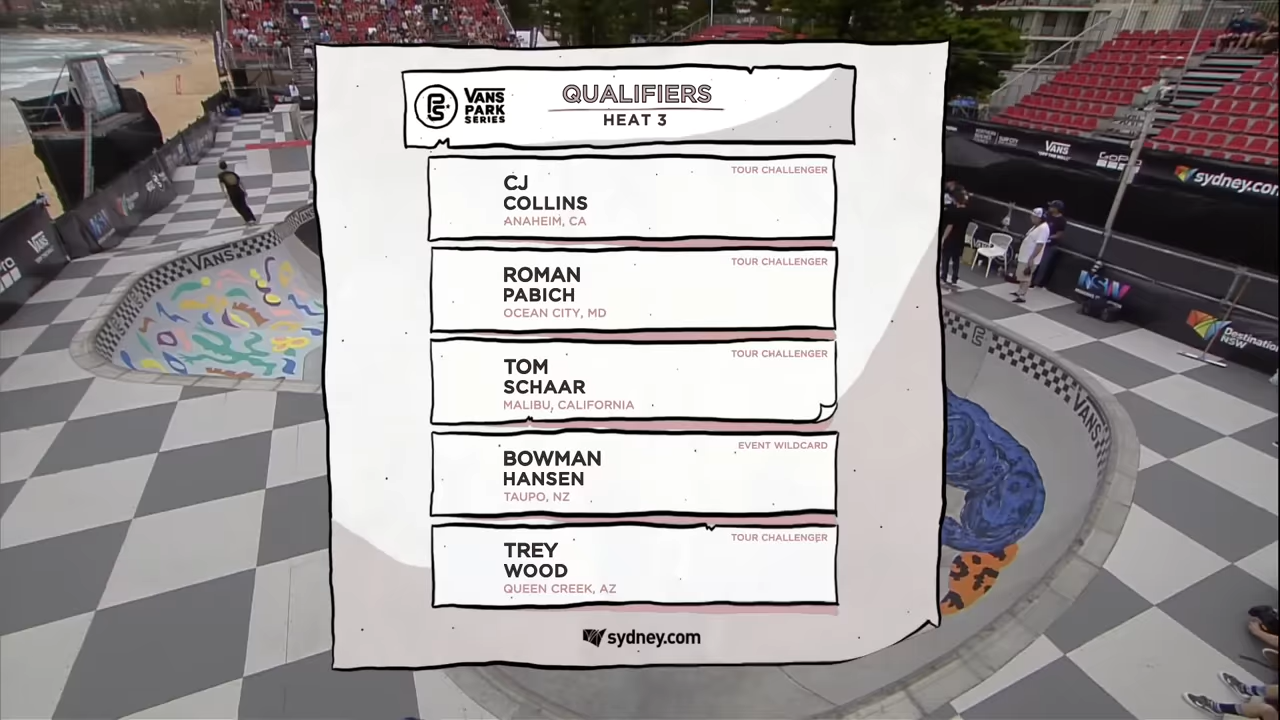 VANS
PARK
SERIES
QUALIFIERS
HEAT 3
TOUR CHALLENGER
CJ
COLLINS
ANAHEIM, CA
TOUR CHALLENGER
ROMAN
PABICH
OCEAN CITY, MD
TOUR CHALLENGER
TOM
SCHAAR
MALIBU, CALIFORNIA
EVENT WILDCARD
BOWMAN
HANSEN
TAUPO, NZ
TOUR CHALLENGER
TREY
WOOD
QUEEN CREEK, AZ
sydney.com
VANS
VANS
VANS
GoPro
sydney.com
NSW
Destination
NSW
VANS